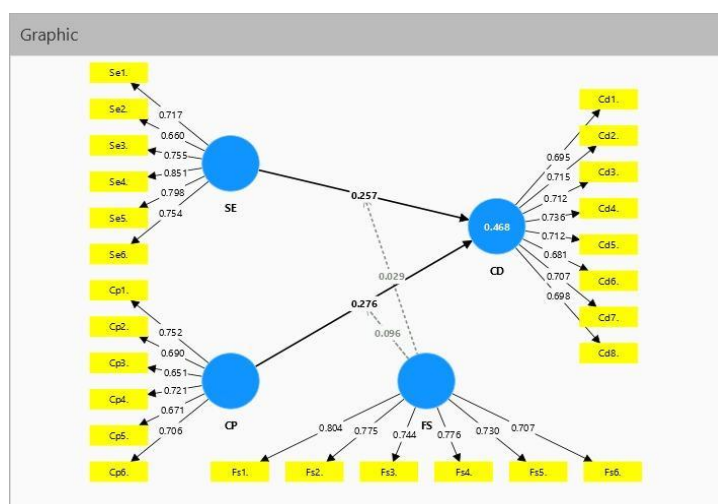 Graphic
Se1.
Se2.
Se3.
Se4.
Se5.
Se6.
0.717
0.660
0.755
0.851
0.798
0.754
SE
Cp1.
Cp2.
Cp3.
Cp4.
Cp5.
Cp6.
0.752
0.690
0.651
0.721
0.671
0.706
CP
0.257
0.029
0.276
0.096
0.468
CD
Cd1.
Cd2.
Cd3.
Cd4.
Cd5.
Cd6.
Cd7.
Cd8.
0.695
0.715
0.712
0.736
0.712
0.681
0.707
0.698
FS
0.804
0.775
0.744
0.776
0.730
0.707
Fs1.
Fs2.
Fs3.
Fs4.
Fs5.
Fs6.